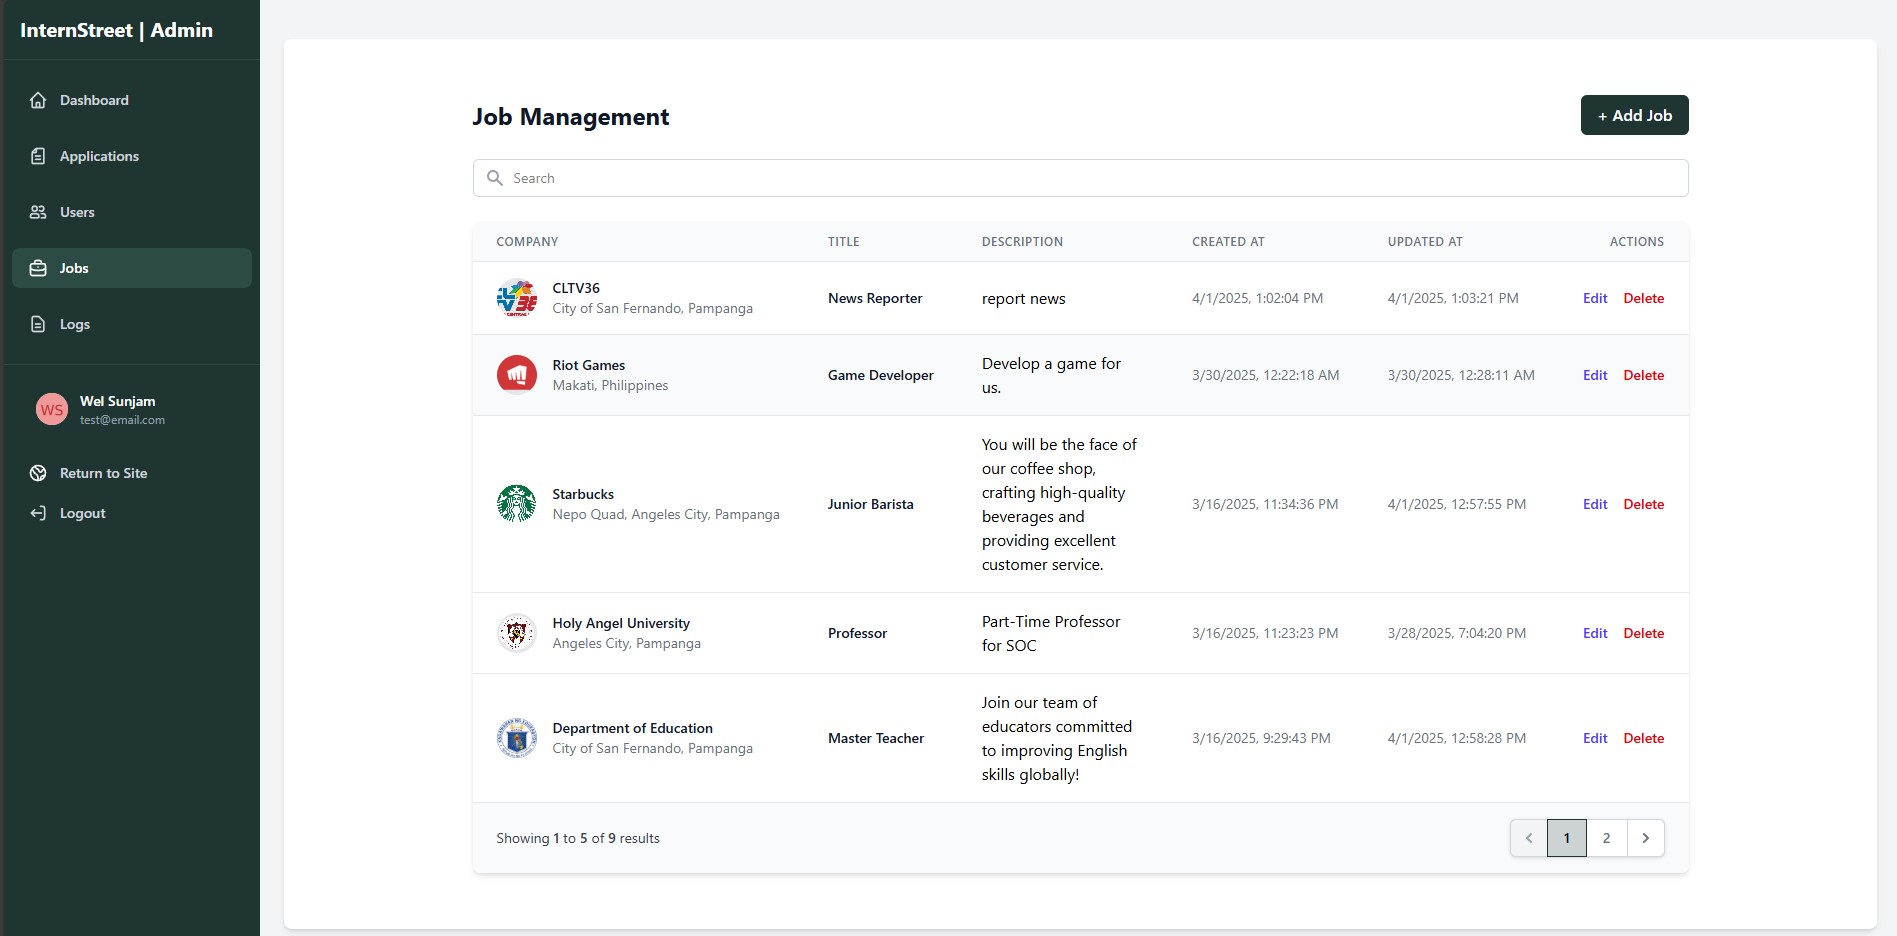 InternStreet | Admin
Dashboard
Applications
Users
Jobs
Logs
WS
Wel Sunjam
test@email.com
Return to Site
Logout
Job Management
+ Add Job
Search
COMPANY TITLE DESCRIPTION CREATED AT UPDATED AT ACTIONS
CLTV36
City of San Fernando, Pampanga
News Reporter
report news
4/1/2025, 1:02:04 PM
4/1/2025, 1:03:21 PM
Edit Delete
Riot Games
Makati, Philippines
Game Developer
Develop a game for
us.
3/30/2025, 12:22:18 AM
3/30/2025, 12:28:11 AM
Edit Delete
Starbucks
Nepo Quad, Angeles City, Pampanga
Junior Barista
You will be the face of
our coffee shop,
crafting high-quality
beverages and
providing excellent
customer service.
3/16/2025, 11:34:36 PM
4/1/2025, 12:57:55 PM
Edit Delete
Holy Angel University
Angeles City, Pampanga
Professor
Part-Time Professor
for SOC
3/16/2025, 11:23:23 PM
3/28/2025, 7:04:20 PM
Edit Delete
Department of Education
City of San Fernando, Pampanga
Master Teacher
Join our team of
educators committed
to improving English
skills globally!
3/16/2025, 9:29:43 PM
4/1/2025, 12:58:28 PM
Edit Delete
Showing 1 to 5 of 9 results
1 2